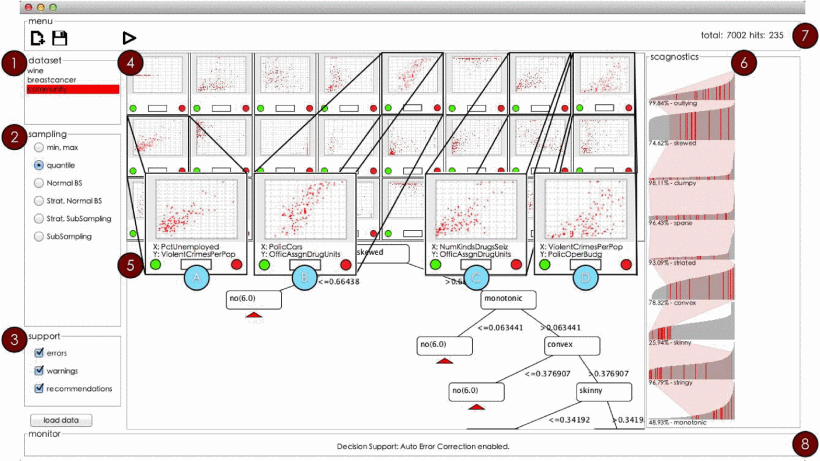 menu
total: 7002 hits: 235
7
1
dataset
wine
breastcancer
community
4
scagnostics
6
2
sampling
min, max
quantile
Normal BS
Strat. Normal BS
Strat. SubSampling
SubSampling
99.84% - outlying
74.62% - skewed
98.11% - clumpy
96.43% - sparse
93.09% - striated
78.32% - convex
25.94% - skinny
96.79% - stringy
48.93% - monotonic
X: PctUnemployed
Y: ViolentCrimesPerPop
X: PolicCars
Y: OfficAssgnDrugUnits
X: NumKindsDrugsSeiz
Y: OfficAssgnDrugUnits
X: ViolentCrimesPerPop
Y: PolicOperBudg
5
A
B
C
D
skewed
<=0.66438
no(6.0)
monotonic
<=0.063441
>0.063441
no(6.0)
convex
<=0.376907
>0.376907
no(6.0)
skinny
<=0.34192
3
support
errors
warnings
recommendations
load data
monitor
Decision Support: Auto Error Correction enabled.
8